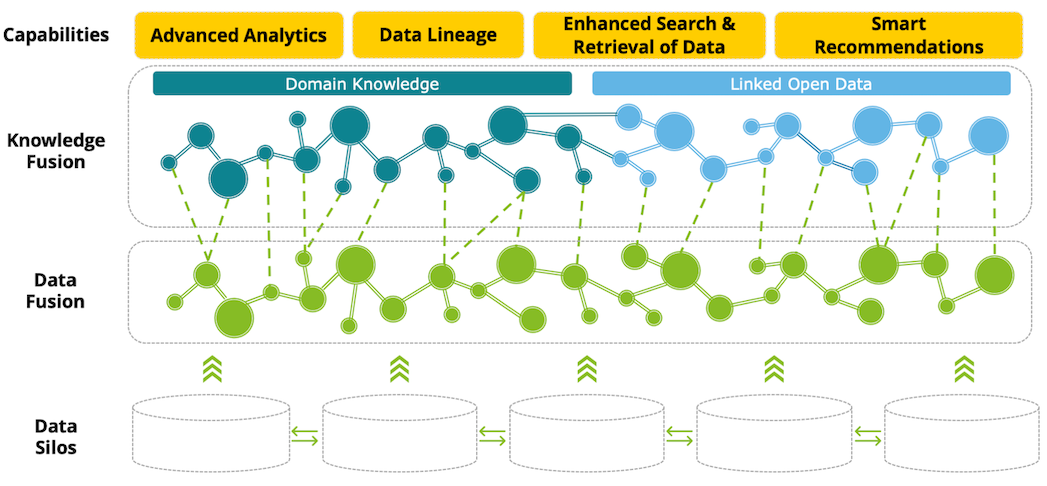 Capabilities
Advanced Analytics
Data Lineage
Enhanced Search &
Retrieval of Data
Smart
Recommendations
Domain Knowledge
Linked Open Data
Knowledge
Fusion
Data
Fusion
Data
Silos